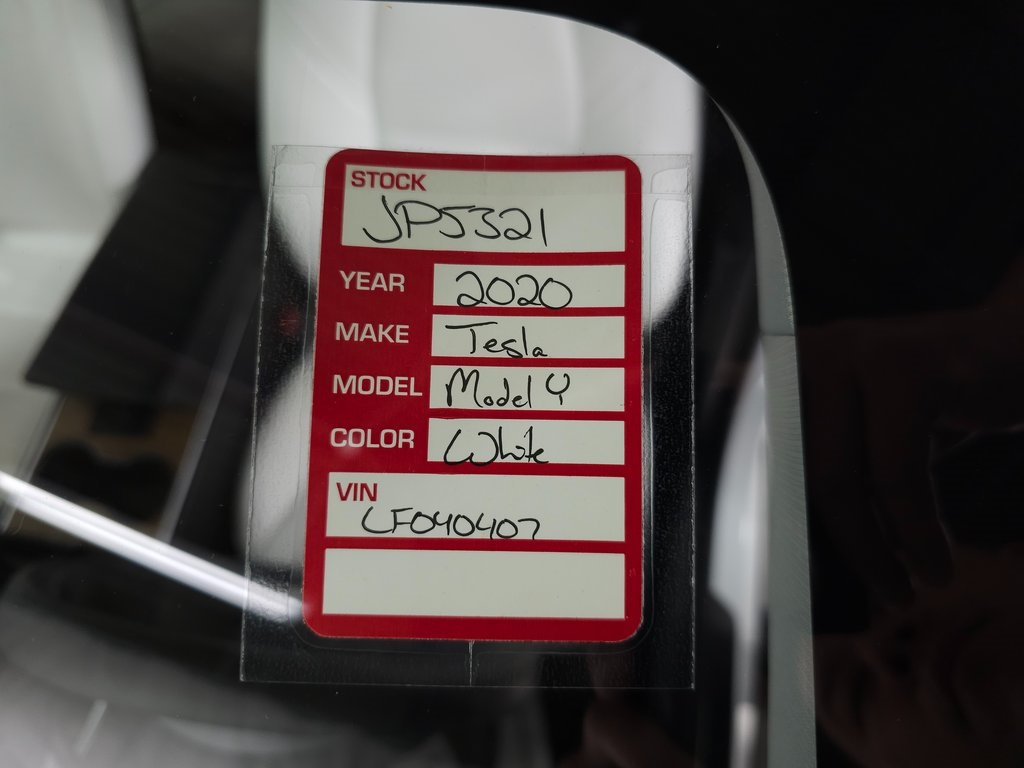 STOCK
JP5321
YEAR 2020
MAKE Tesla
MODEL Model Y
COLOR White
VIN
LF040407